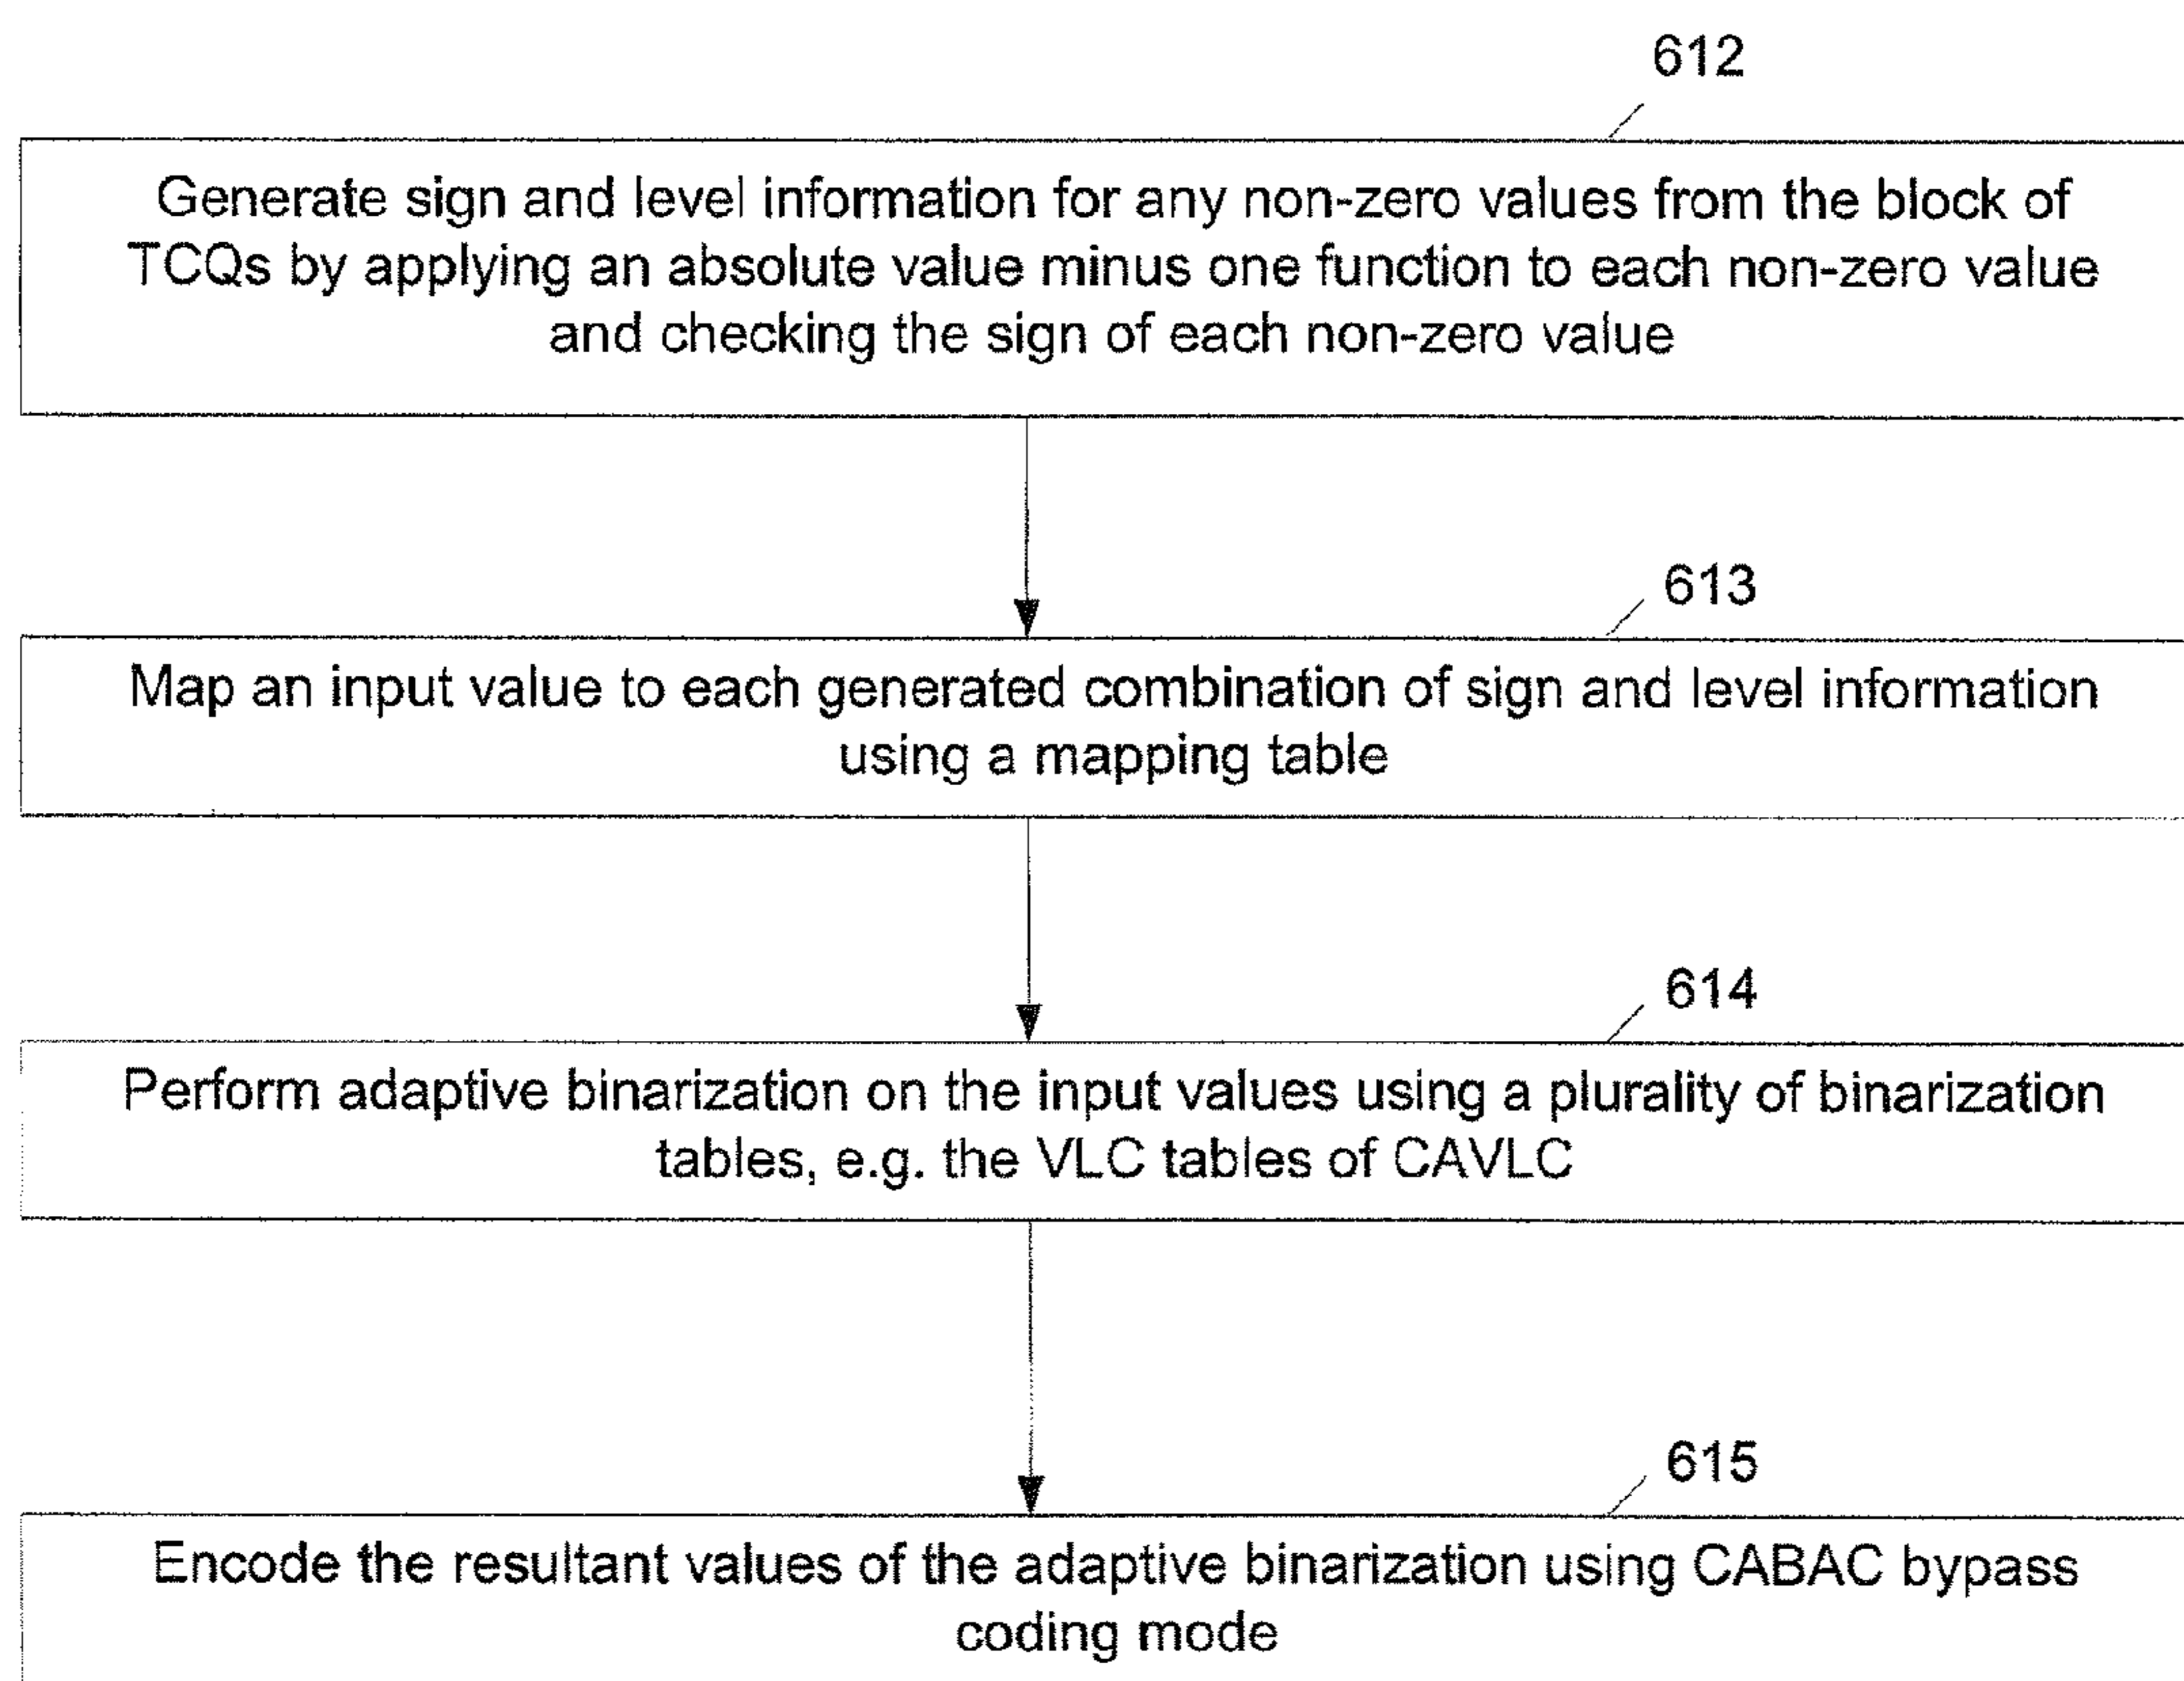 612
Generate sign and level information for any non-zero values from the block of
TCQs by applying an absolute value minus one function to each non-zero value
and checking the sign of each non-zero value
613
Map an input value to each generated combination of sign and level information
using a mapping table
614
Perform adaptive binarization on the input values using a plurality of binarization
tables, e.g. the VLC tables of CAVLC
615
Encode the resultant values of the adaptive binarization using CABAC bypass
coding mode